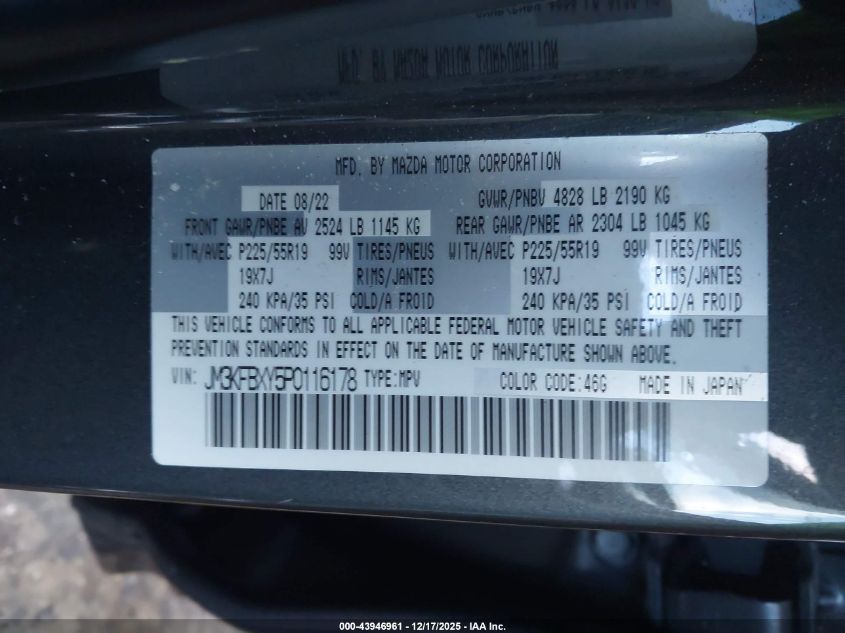 MFD. BY MAZDA MOTOR CORPORATION
DATE 08/22 GVWR/PNBV 4828 LB 2190 KG
FRONT GAWR/PNBE AV 2524 LB 1145 KG REAR GAWR/PNBE AR 2304 LB 1045 KG
WITH/AVEC P225/55R19 99V TIRES/PNEUS WITH/AVEC P225/55R19 99V TIRES/PNEUS
19X7J RIMS/JANTES 19X7J RIMS/JANTES
240 KPA/35 PSI COLD/A FROID 240 KPA/35 PSI COLD/A FROID
THIS VEHICLE CONFORMS TO ALL APPLICABLE FEDERAL MOTOR VEHICLE SAFETY AND THEFT
PREVENTION STANDARDS IN EFFECT ON THE DATE OF MANUFACTURE SHOWN ABOVE.
VIN: JM3KFBXY5P0116178 TYPE:MPV COLOR CODE:46G MADE IN JAPAN
000-43946961 - 12/17/2025 - IAA Inc.